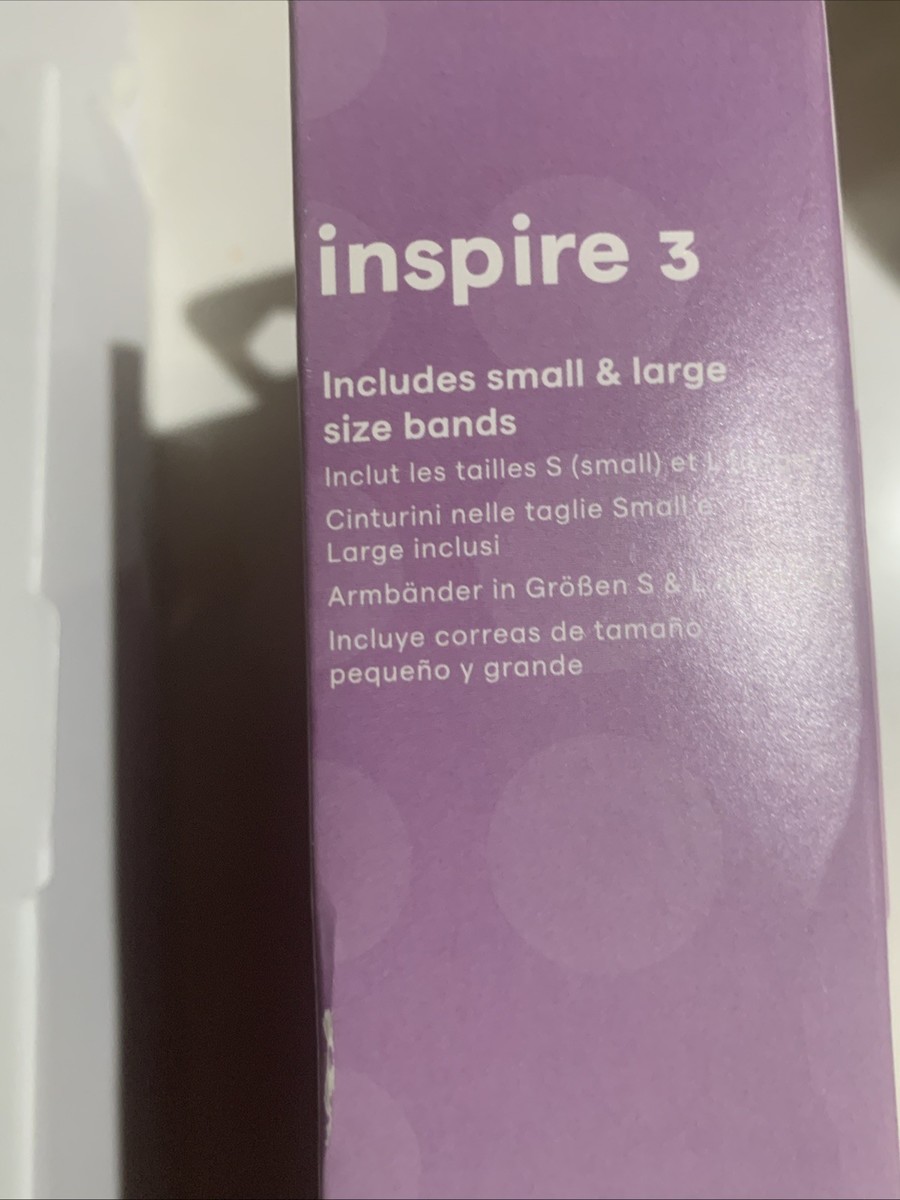 inspire 3
Includes small & large
size bands
Inclut les tailles S (small) et L
Cinturini nelle taglie Small e
Large inclusi
Armbänder in Größen S & L
Incluye correas de tamaño
pequeño y grande